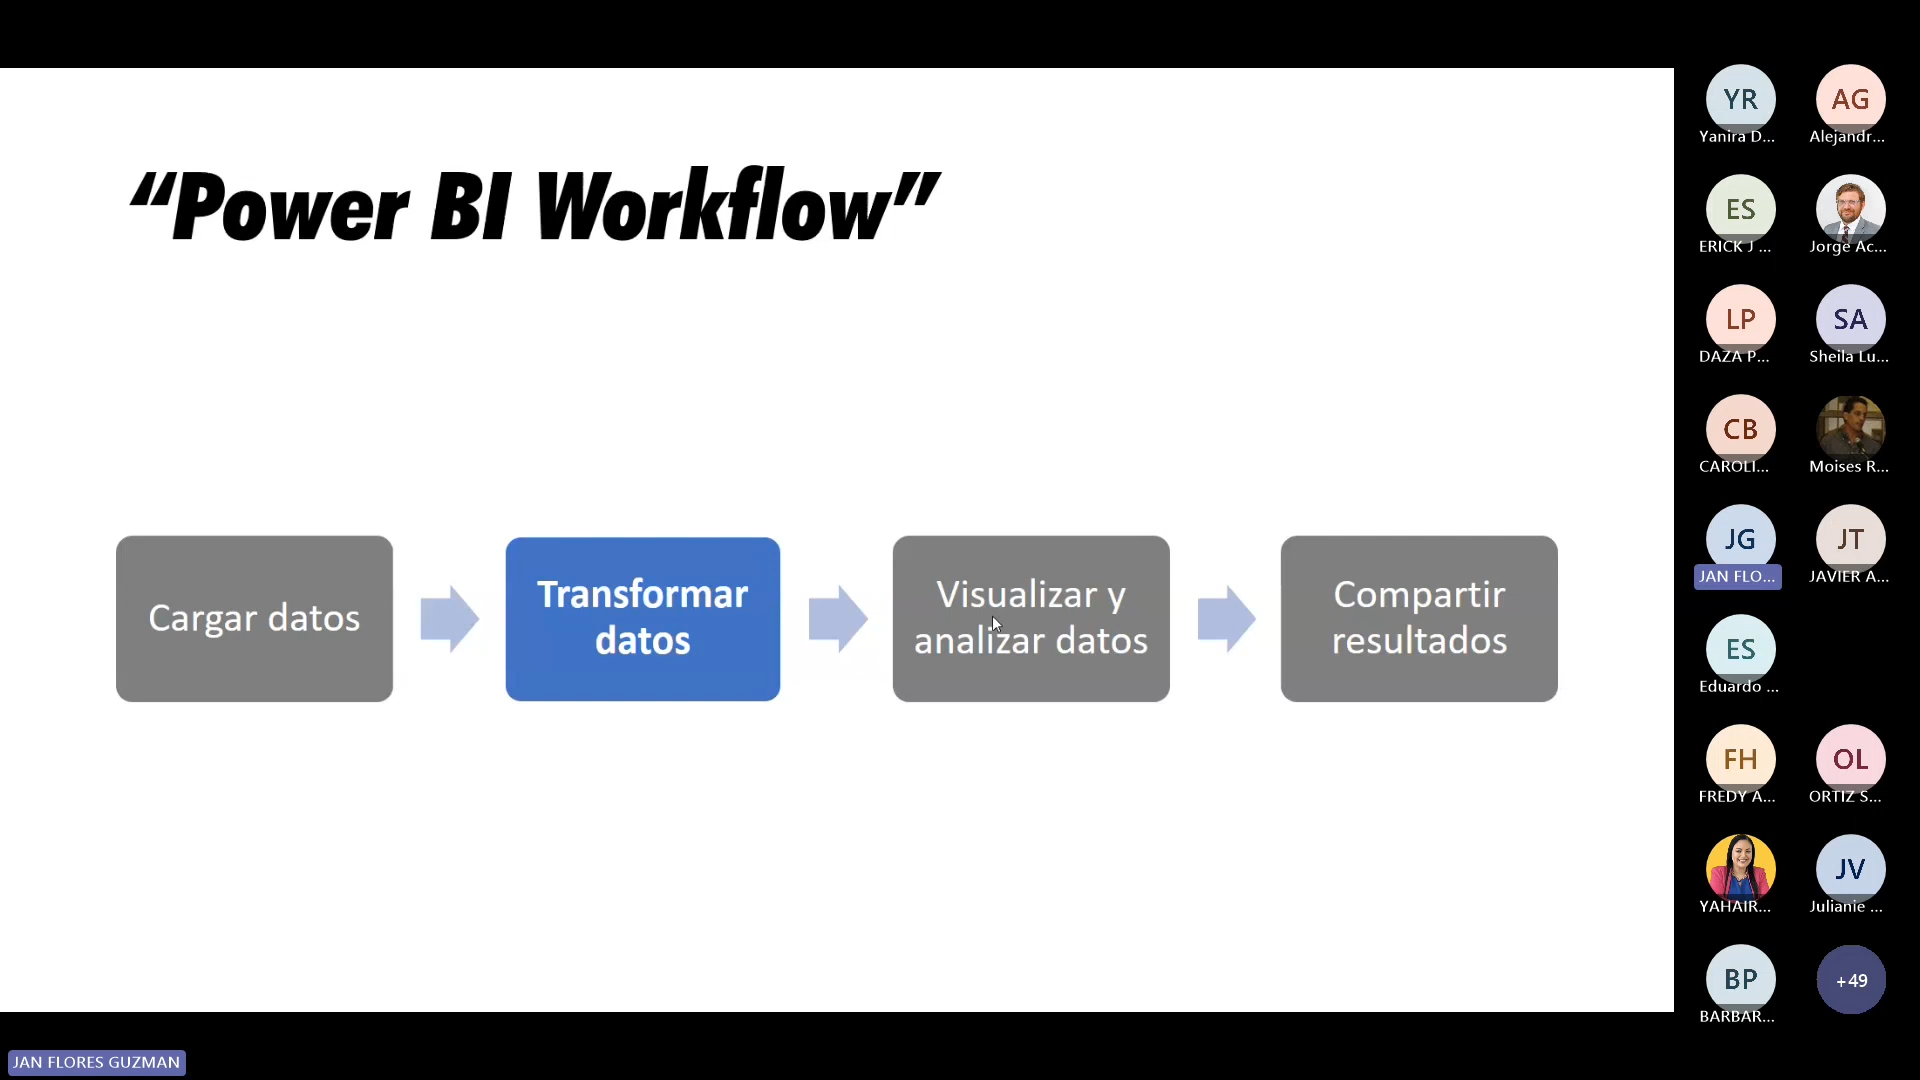 “Power BI Workflow”
Cargar datos
Transformar
datos
Visualizar y
analizar datos
Compartir
resultados
YR
Yanira D...
AG
Alejandr...
ES
ERICK J ...
Jorge Ac...
LP
DAZA P...
SA
Sheila Lu...
CB
CAROLI...
Moises R...
JG
JAN FLO...
JT
JAVIER A...
ES
Eduardo ...
FH
FREDY A...
OL
ORTIZ S...
YAHAIR...
JV
Julianie ...
BP
BARBAR...
+49
JAN FLORES GUZMAN